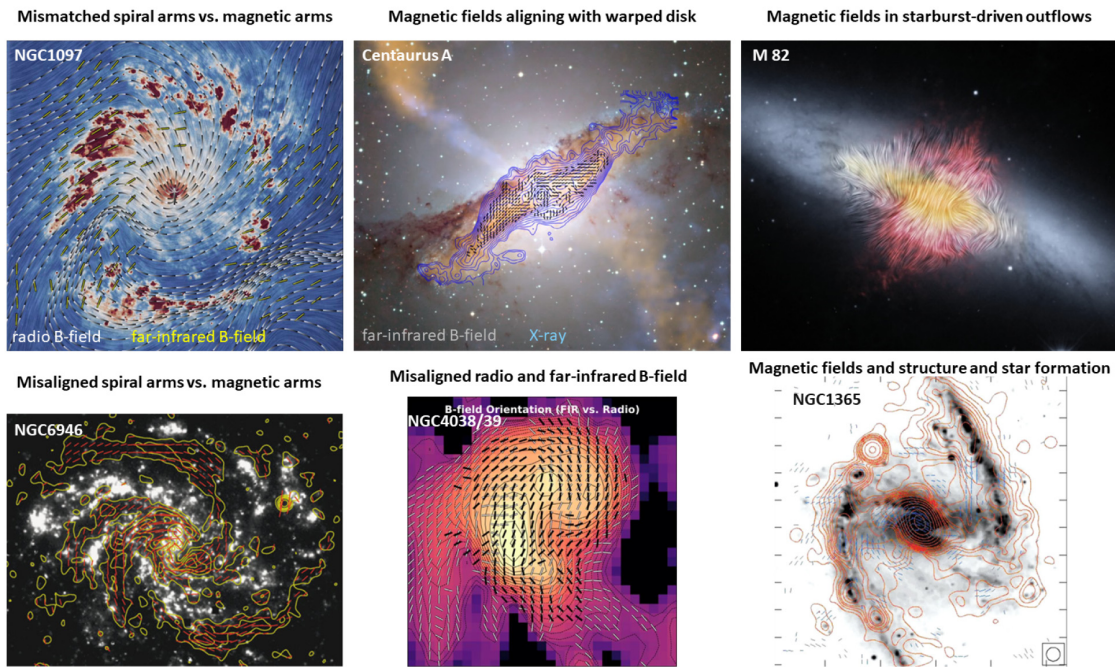 Mismatched spiral arms vs. magnetic arms
Magnetic fields aligning with warped disk
Magnetic fields in starburst-driven outflows
NGC1097
Centaurus A
M 82
radio B-field far-infrared B-field
far-infrared B-field X-ray
Misaligned spiral arms vs. magnetic arms
Misaligned radio and far-infrared B-field
Magnetic fields and structure and star formation
NGC6946
B-field Orientation (FIR vs. Radio)
NGC4038/39
NGC1365